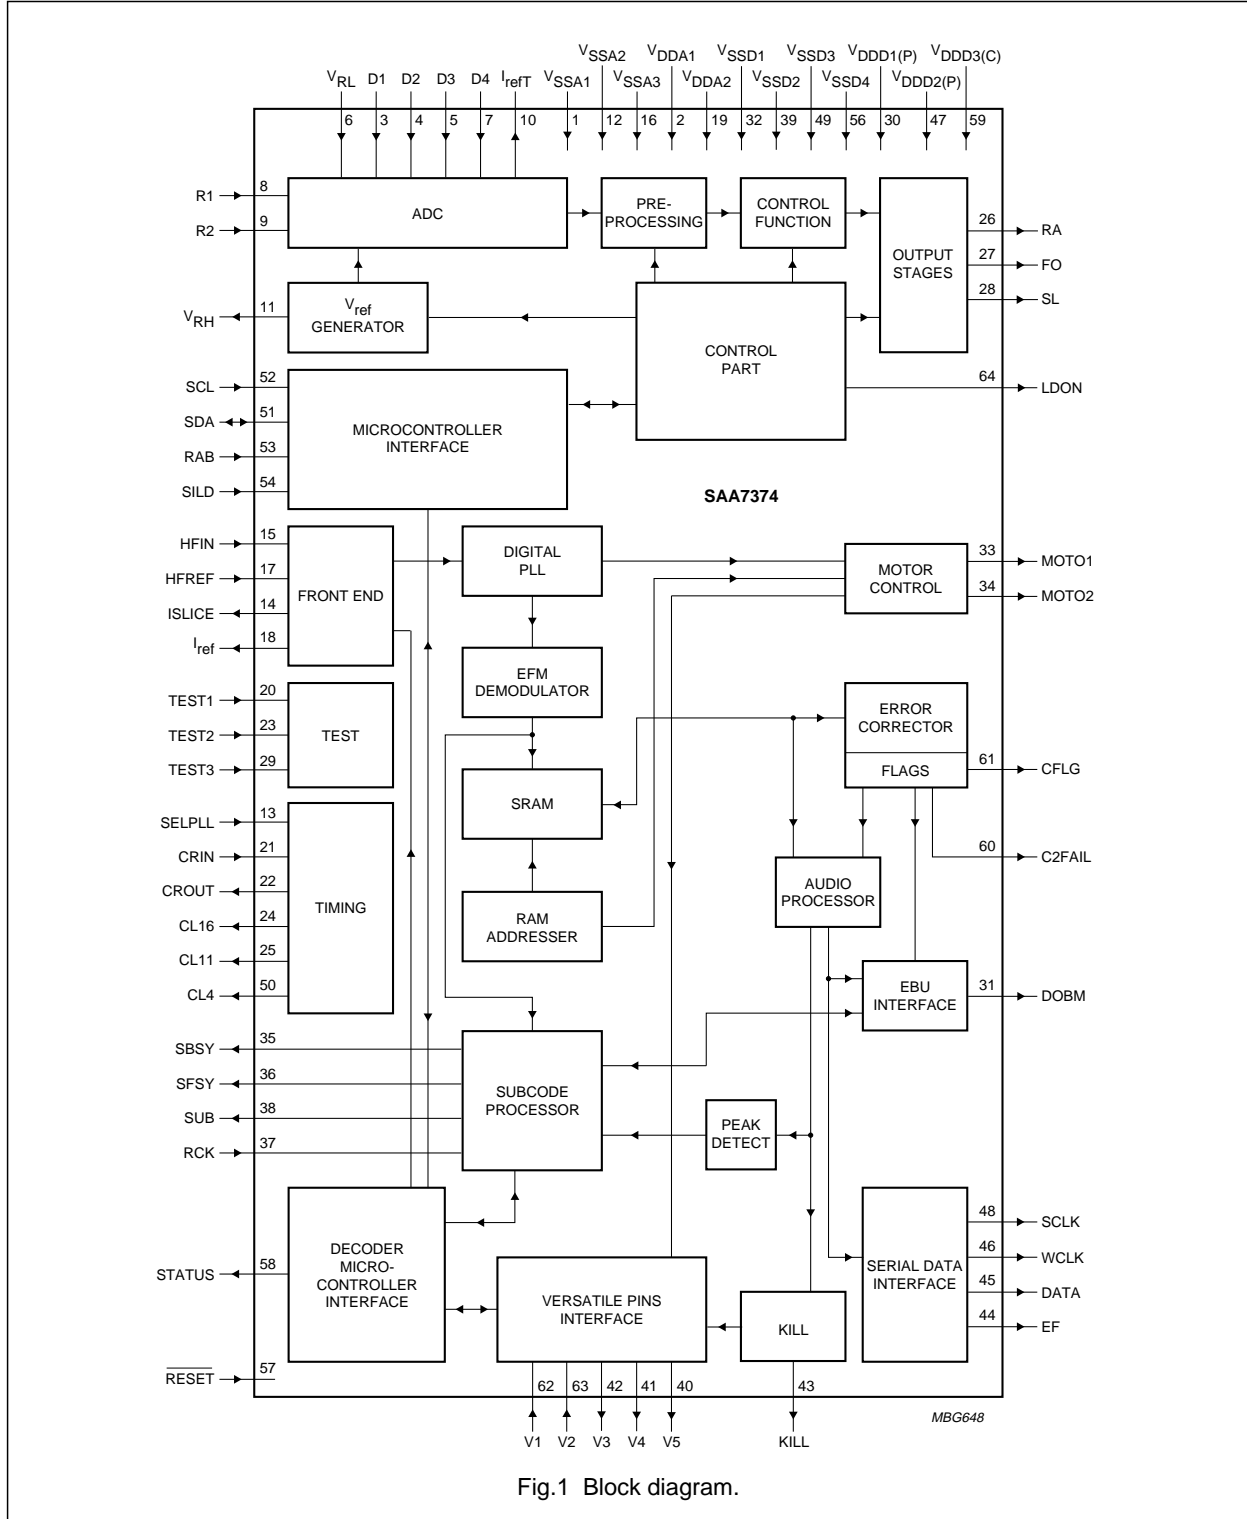 VSSA2 VDDA1 VSSD1 VSSD3 VDDD1(P) VDDD3(C)
VRL D1 D2 D3 D4 IrefT VSSA1 VSSA3 VDDA2 VSSD2 VSSD4 VDDD2(P)
6 3 4 5 7 10 1 12 16 2 19 32 39 49 56 30 47 59
R1 8
R2 9
ADC
PRE-
PROCESSING
CONTROL
FUNCTION
OUTPUT
STAGES
26 RA
27 FO
28 SL
VRH 11
Vref
GENERATOR
CONTROL
PART
64 LDON
SCL 52
SDA 51
RAB 53
SILD 54
MICROCONTROLLER
INTERFACE
SAA7374
HFIN 15
HFREF 17
ISLICE 14
Iref 18
FRONT END
DIGITAL
PLL
MOTOR
CONTROL
33 MOTO1
34 MOTO2
EFM
DEMODULATOR
TEST1 20
TEST2 23
TEST3 29
TEST
ERROR
CORRECTOR
FLAGS
61 CFLG
SRAM
60 C2FAIL
SELPLL 13
CRIN 21
CROUT 22
CL16 24
CL11 25
CL4 50
TIMING
RAM
ADDRESSER
AUDIO
PROCESSOR
EBU
INTERFACE
31 DOBM
SBSY 35
SFSY 36
SUB 38
RCK 37
SUBCODE
PROCESSOR
PEAK
DETECT
STATUS 58
DECODER
MICRO-
CONTROLLER
INTERFACE
VERSATILE PINS
INTERFACE
KILL
SERIAL DATA
INTERFACE
48 SCLK
46 WCLK
45 DATA
44 EF
RESET 57
62 63 42 41 40 43
V1 V2 V3 V4 V5 KILL
MBG648
Fig.1 Block diagram.